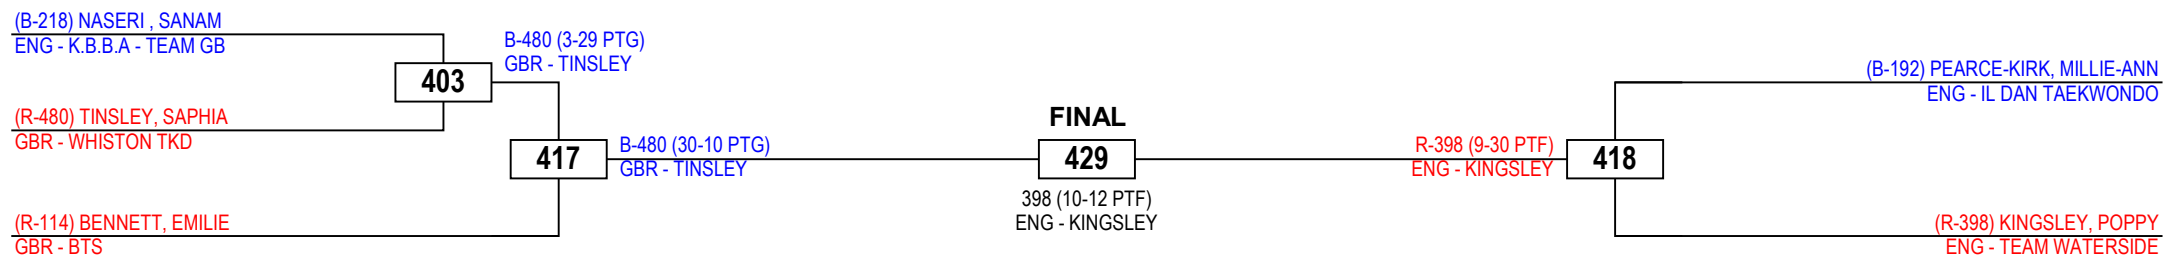 (B-218) NASERI , SANAM
ENG - K.B.B.A - TEAM GB
403
(R-480) TINSLEY, SAPHIA
GBR - WHISTON TKD
B-480 (3-29 PTG)
GBR - TINSLEY
417
(R-114) BENNETT, EMILIE
GBR - BTS
B-480 (30-10 PTG)
GBR - TINSLEY
FINAL
429
398 (10-12 PTF)
ENG - KINGSLEY
R-398 (9-30 PTF)
ENG - KINGSLEY
418
(B-192) PEARCE-KIRK, MILLIE-ANN
ENG - IL DAN TAEKWONDO
(R-398) KINGSLEY, POPPY
ENG - TEAM WATERSIDE